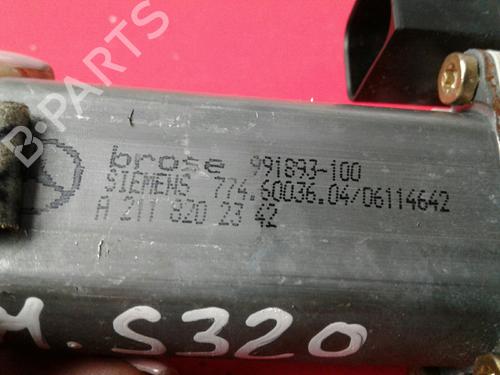 B-PARTS
brose 991893-100
SIEMENS 774.60036.04/06114642
A 211 820 23 42
M. S320